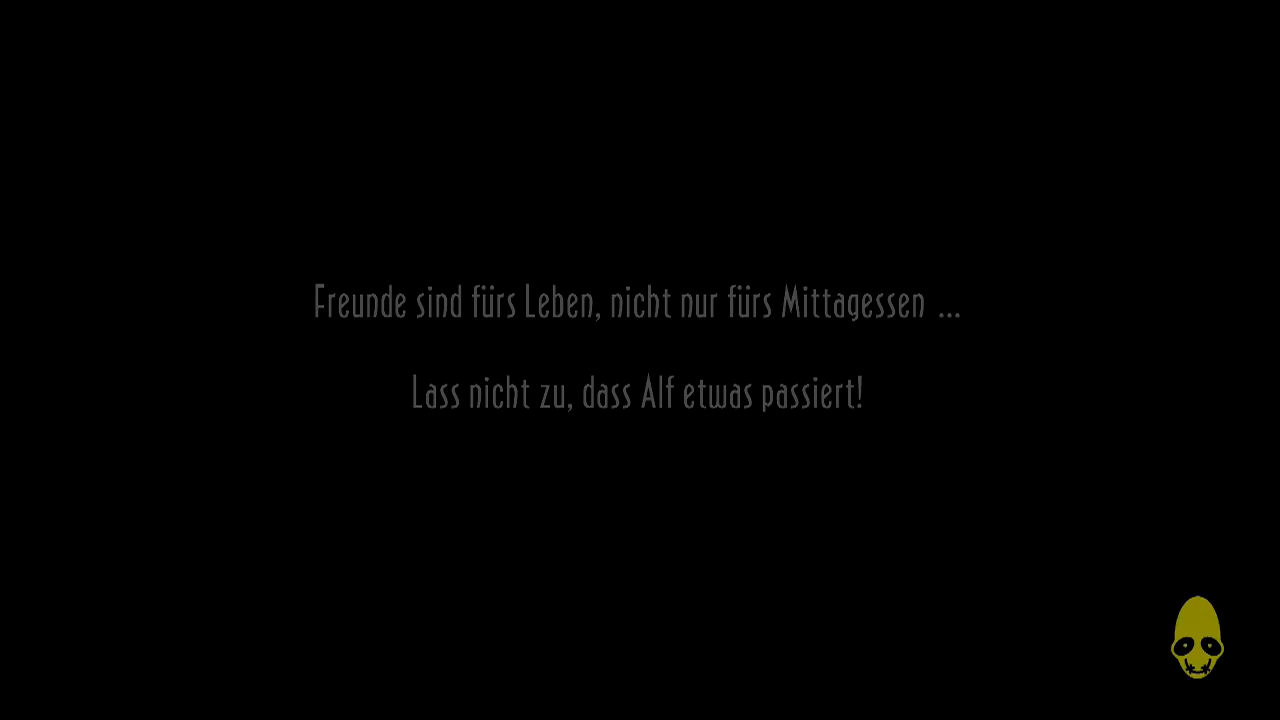 Freunde sind fürs Leben, nicht nur fürs Mittagessen ...
Lass nicht zu, dass Alf etwas passiert!